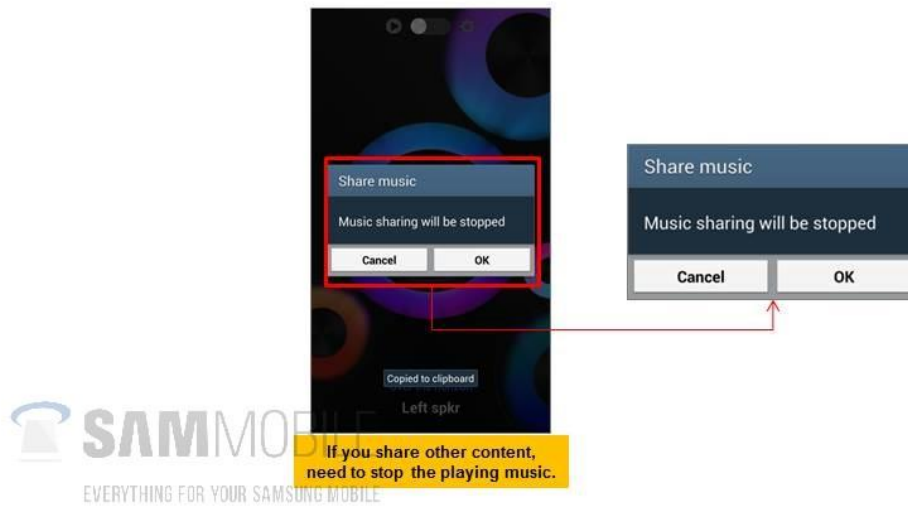 Share music
Music sharing will be stopped
Cancel
OK
Copied to clipboard
Left spkr
Share music
Music sharing will be stopped
Cancel
OK
If you share other content,
need to stop the playing music.
SAMMOBILE
EVERYTHING FOR YOUR SAMSUNG MOBILE